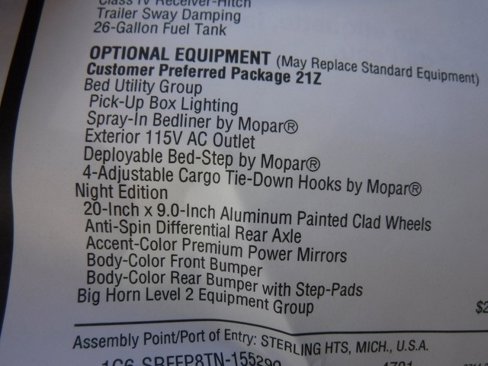 Class IV Receiver-Hitch
Trailer Sway Damping
26-Gallon Fuel Tank
OPTIONAL EQUIPMENT (May Replace Standard Equipment)
Customer Preferred Package 21Z
Bed Utility Group
Pick-Up Box Lighting
Spray-In Bedliner by Mopar®
Exterior 115V AC Outlet
Deployable Bed-Step by Mopar®
4-Adjustable Cargo Tie-Down Hooks by Mopar®
Night Edition
20-Inch x 9.0-Inch Aluminum Painted Clad Wheels
Anti-Spin Differential Rear Axle
Accent-Color Premium Power Mirrors
Body-Color Front Bumper
Body-Color Rear Bumper with Step-Pads
Big Horn Level 2 Equipment Group
Assembly Point/Port of Entry: STERLING HTS, MICH., U.S.A.